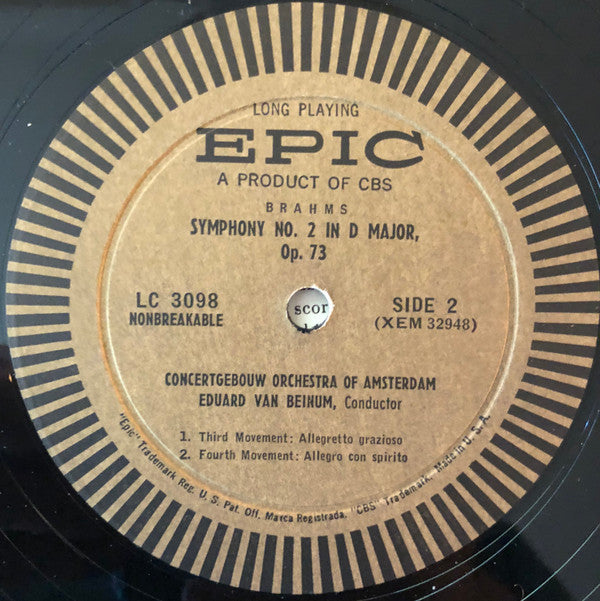 LONG PLAYING
EPIC
A PRODUCT OF CBS
BRAHMS
SYMPHONY NO. 2 IN D MAJOR,
Op. 73
LC 3098
NONBREAKABLE
scor
SIDE 2
(XEM 32948)
CONCERTGEBOUW ORCHESTRA OF AMSTERDAM
EDUARD VAN BEINUM, Conductor
1. Third Movement: Allegretto grazioso
2. Fourth Movement: Allegro con spirito
"Epic" Trademark Reg. U. S. Pat. Off. Marca Registrada. "CBS" Trademark. Made in U. S. A.